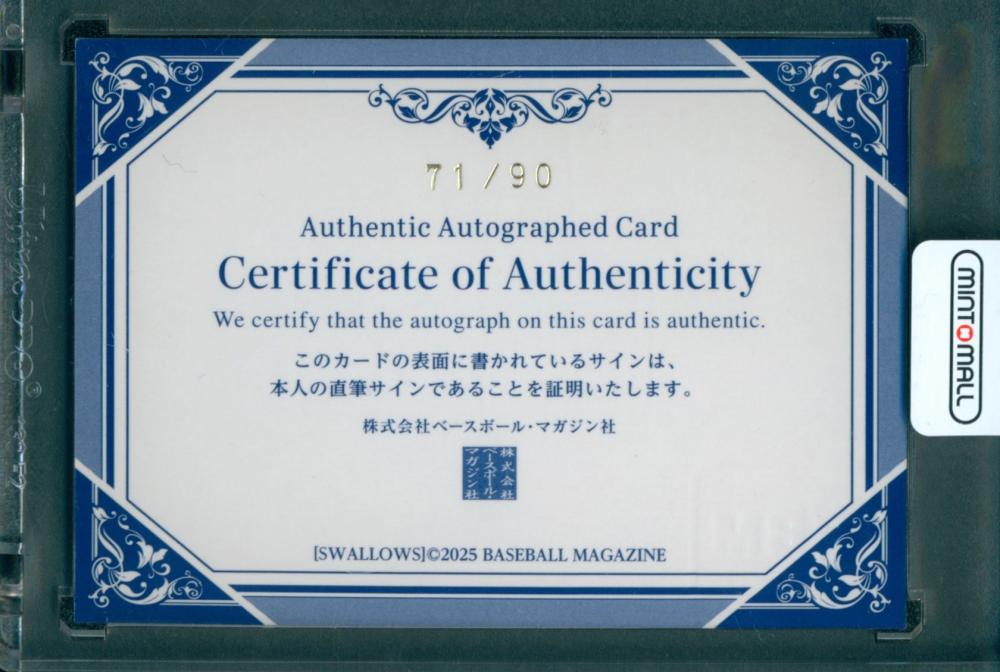 71/90
Authentic Autographed Card
Certificate of Authenticity
We certify that the autograph on this card is authentic.
このカードの表面に書かれているサインは、
本人の直筆サインであることを証明いたします。
株式会社ベースボール・マガジン社
株式会社
ベースボール・
マガジン社
[SWALLOWS]©2025 BASEBALL MAGAZINE
MINTMALL